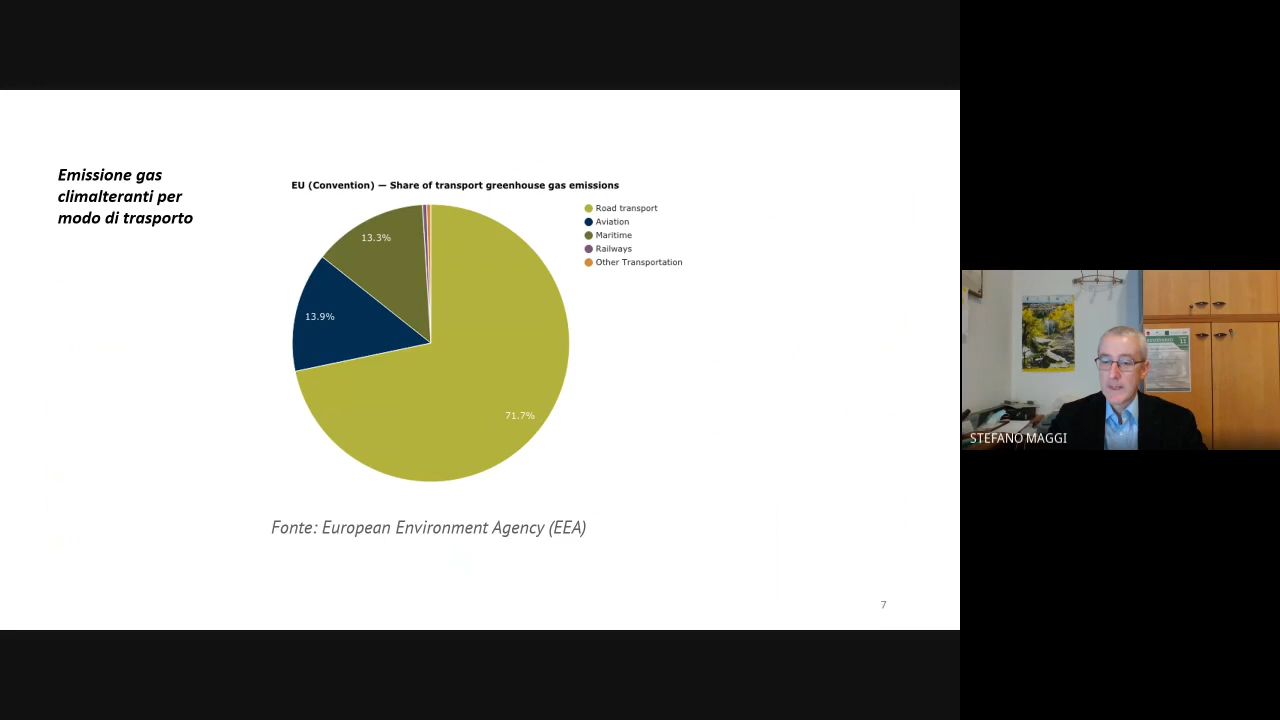 Emissione gas
climalteranti per
modo di trasporto
EU (Convention) — Share of transport greenhouse gas emissions
Road transport
Aviation
Maritime
Railways
Other Transportation
13.3%
13.9%
71.7%
Fonte: European Environment Agency (EEA)
7
STEFANO MAGGI